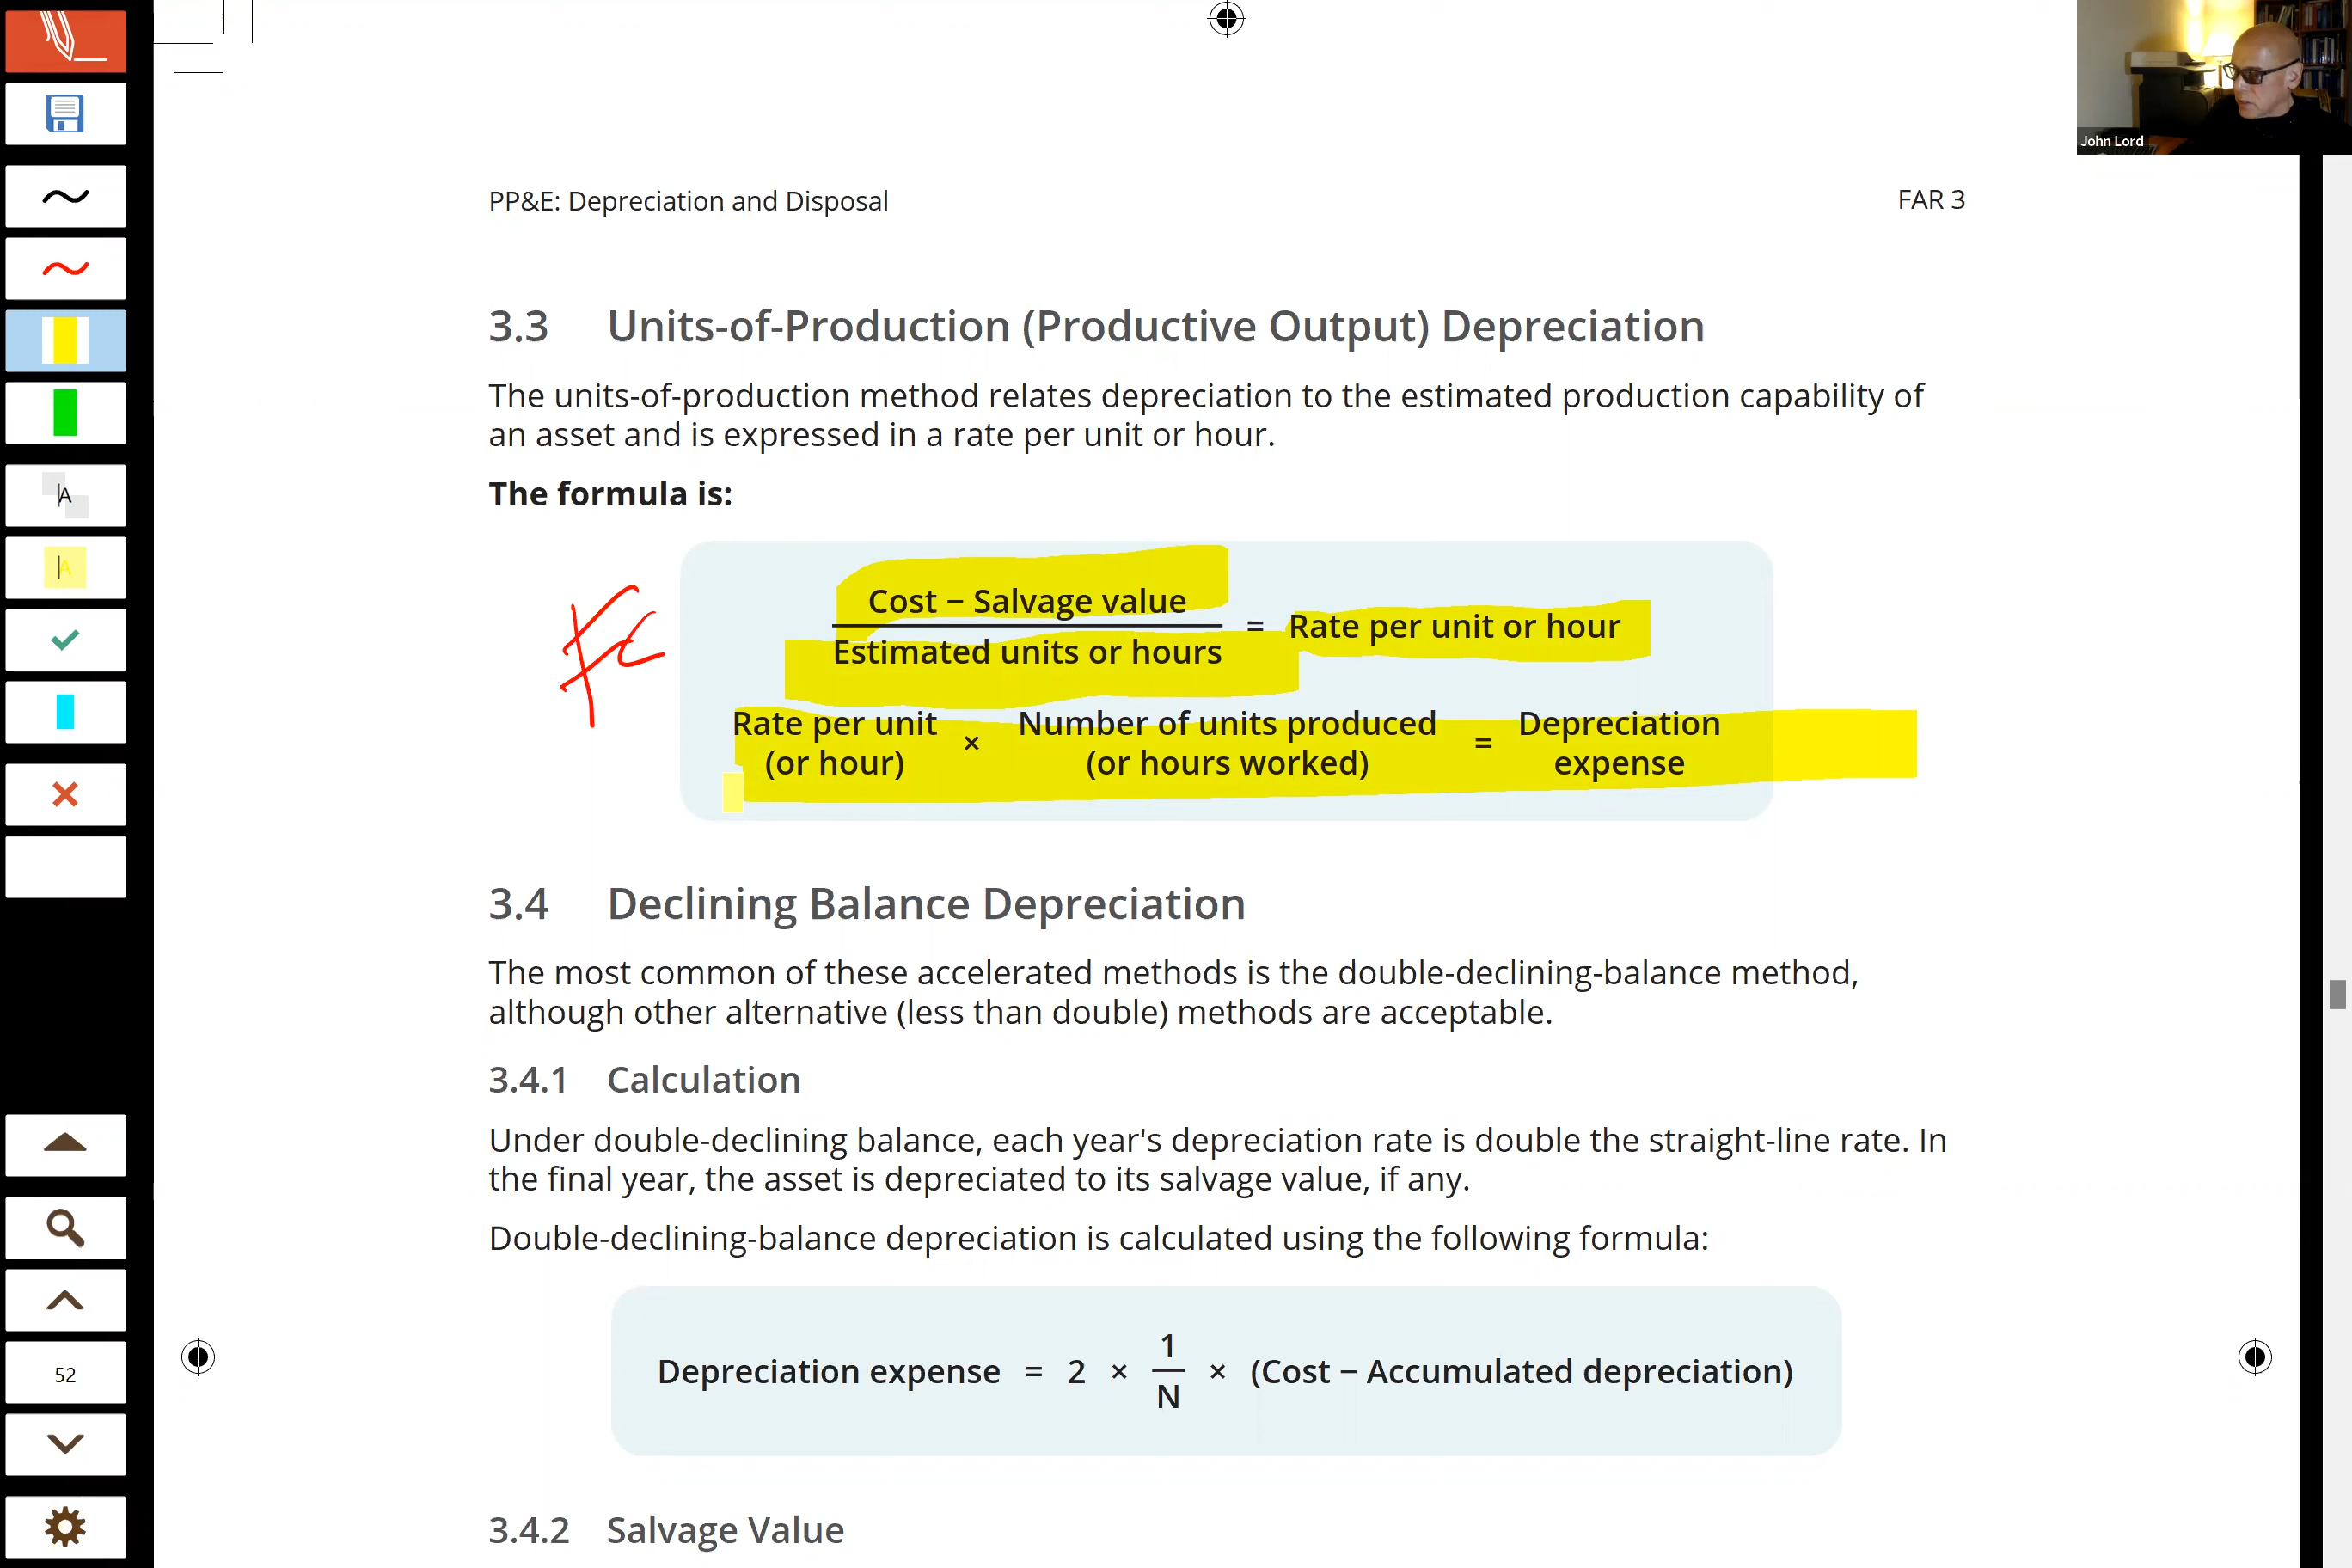 John Lord
PP&E: Depreciation and Disposal
FAR 3
3.3 Units-of-Production (Productive Output) Depreciation
The units-of-production method relates depreciation to the estimated production capability of
an asset and is expressed in a rate per unit or hour.
The formula is:
Cost – Salvage value
Estimated units or hours
= Rate per unit or hour
Rate per unit × Number of units produced = Depreciation
(or hour) (or hours worked) expense
3.4 Declining Balance Depreciation
The most common of these accelerated methods is the double-declining-balance method,
although other alternative (less than double) methods are acceptable.
3.4.1 Calculation
Under double-declining balance, each year's depreciation rate is double the straight-line rate. In
the final year, the asset is depreciated to its salvage value, if any.
Double-declining-balance depreciation is calculated using the following formula:
Depreciation expense = 2 × 1/N × (Cost – Accumulated depreciation)
3.4.2 Salvage Value
A
A
52